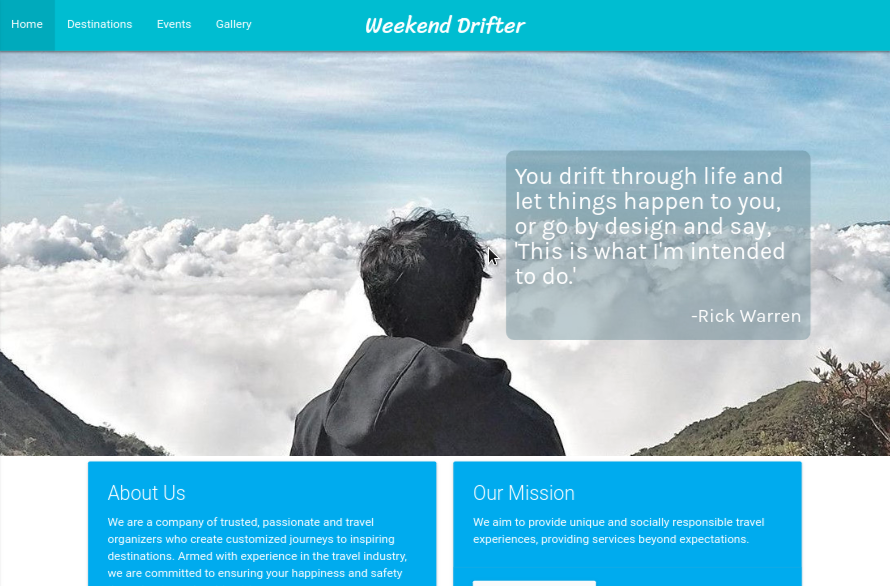 Home Destinations Events Gallery
Weekend Drifter
You drift through life and
let things happen to you,
or go by design and say,
'This is what I'm intended
to do.'
-Rick Warren
About Us
We are a company of trusted, passionate and travel
organizers who create customized journeys to inspiring
destinations. Armed with experience in the travel industry,
we are committed to ensuring your happiness and safety
Our Mission
We aim to provide unique and socially responsible travel
experiences, providing services beyond expectations.